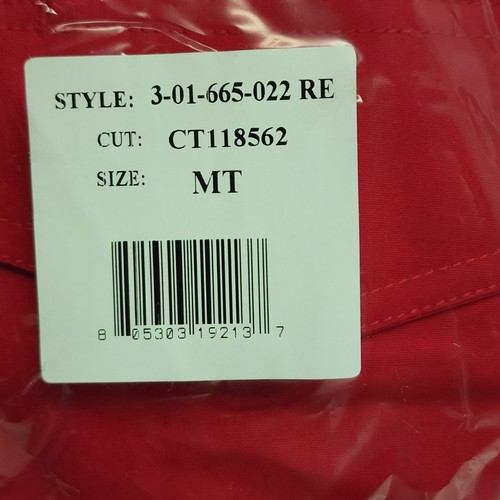 STYLE: 3-01-665-022 RE
CUT: CT118562
SIZE: MT
8 05303 19213 7